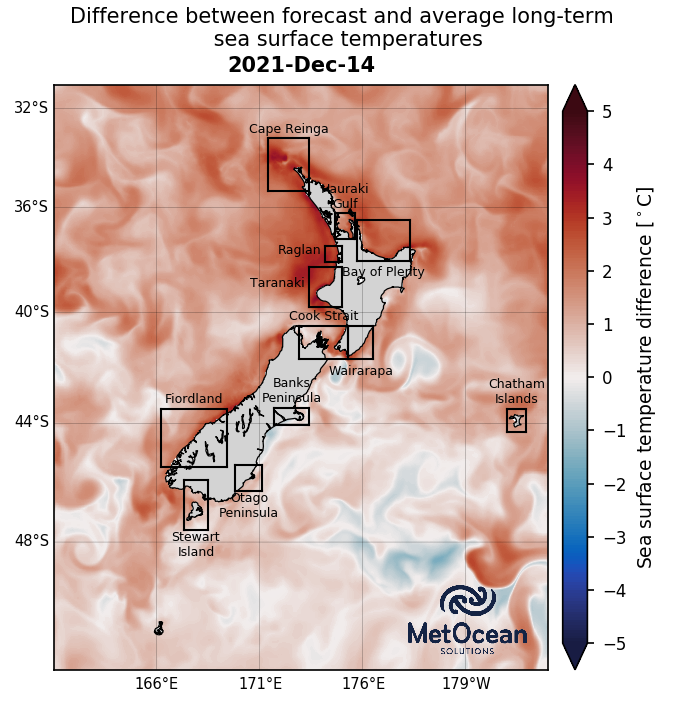 Difference between forecast and average long-term
sea surface temperatures
2021-Dec-14
32°S
36°S
40°S
44°S
48°S
Cape Reinga
Hauraki
Gulf
Raglan
Bay of Plenty
Taranaki
Cook Strait
Wairarapa
Banks
Peninsula
Fiordland
Chatham
Islands
Otago
Peninsula
Stewart
Island
MetOcean
SOLUTIONS
166°E
171°E
176°E
179°W
5
4
3
2
1
0
−1
−2
−3
−4
−5
Sea surface temperature difference [°C]